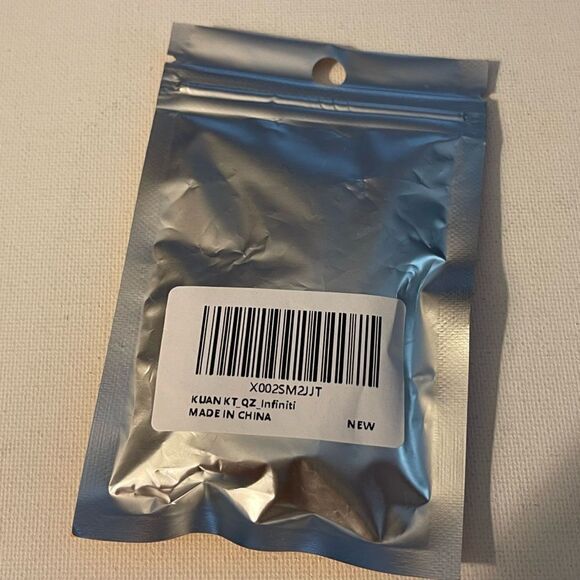 X002SM2JJT
KUAN KT_QZ_Infiniti
MADE IN CHINA
NEW